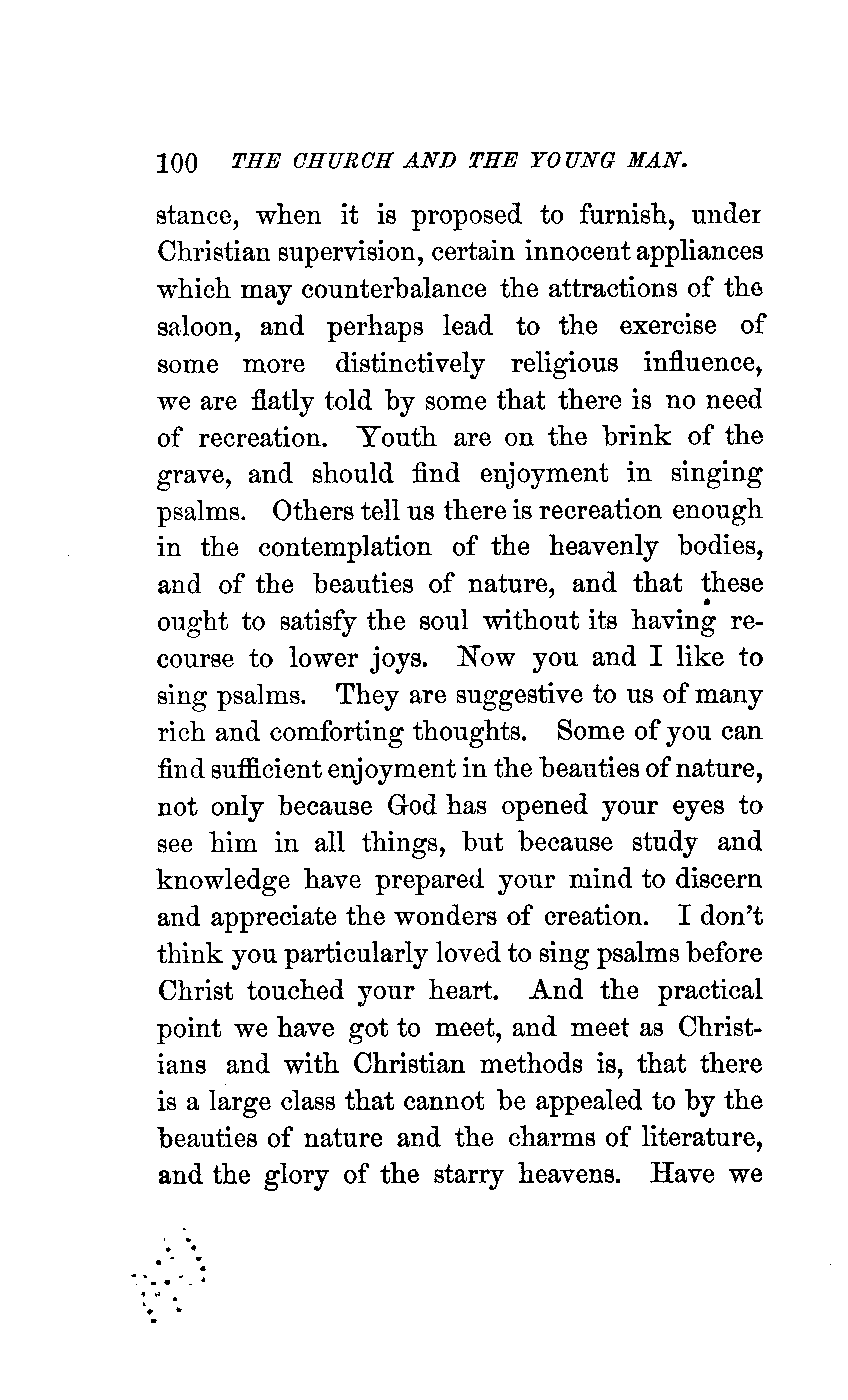 100 THE CHURCH AND THE YOUNG MAN.
stance, when it is proposed to furnish, under
Christian supervision, certain innocent appliances
which may counterbalance the attractions of the
saloon, and perhaps lead to the exercise of
some more distinctively religious influence,
we are flatly told by some that there is no need
of recreation. Youth are on the brink of the
grave, and should find enjoyment in singing
psalms. Others tell us there is recreation enough
in the contemplation of the heavenly bodies,
and of the beauties of nature, and that these
ought to satisfy the soul without its having re-
course to lower joys. Now you and I like to
sing psalms. They are suggestive to us of many
rich and comforting thoughts. Some of you can
find sufficient enjoyment in the beauties of nature,
not only because God has opened your eyes to
see him in all things, but because study and
knowledge have prepared your mind to discern
and appreciate the wonders of creation. I don't
think you particularly loved to sing psalms before
Christ touched your heart. And the practical
point we have got to meet, and meet as Christ-
ians and with Christian methods is, that there
is a large class that cannot be appealed to by the
beauties of nature and the charms of literature,
and the glory of the starry heavens. Have we